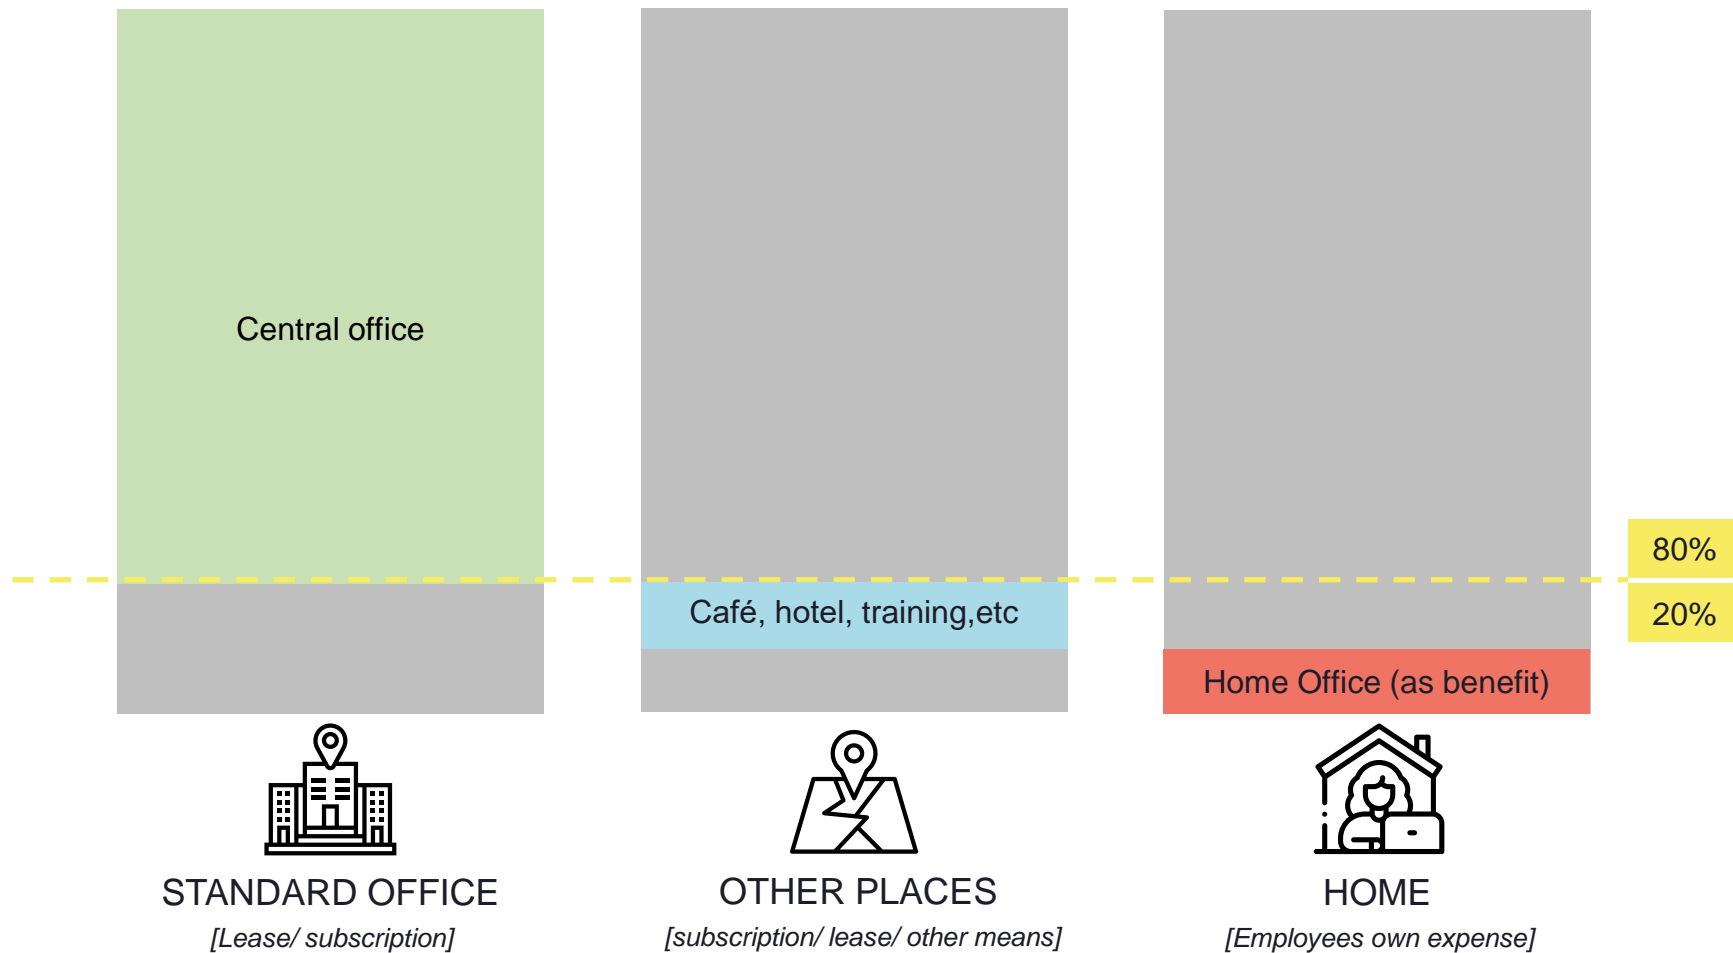 Central office
80%
Café, hotel, training,etc
20%
Home Office (as benefit)
STANDARD OFFICE
OTHER PLACES
HOME
[Lease/ subscription]
[subscription/ lease/ other means]
[Employees own expense]